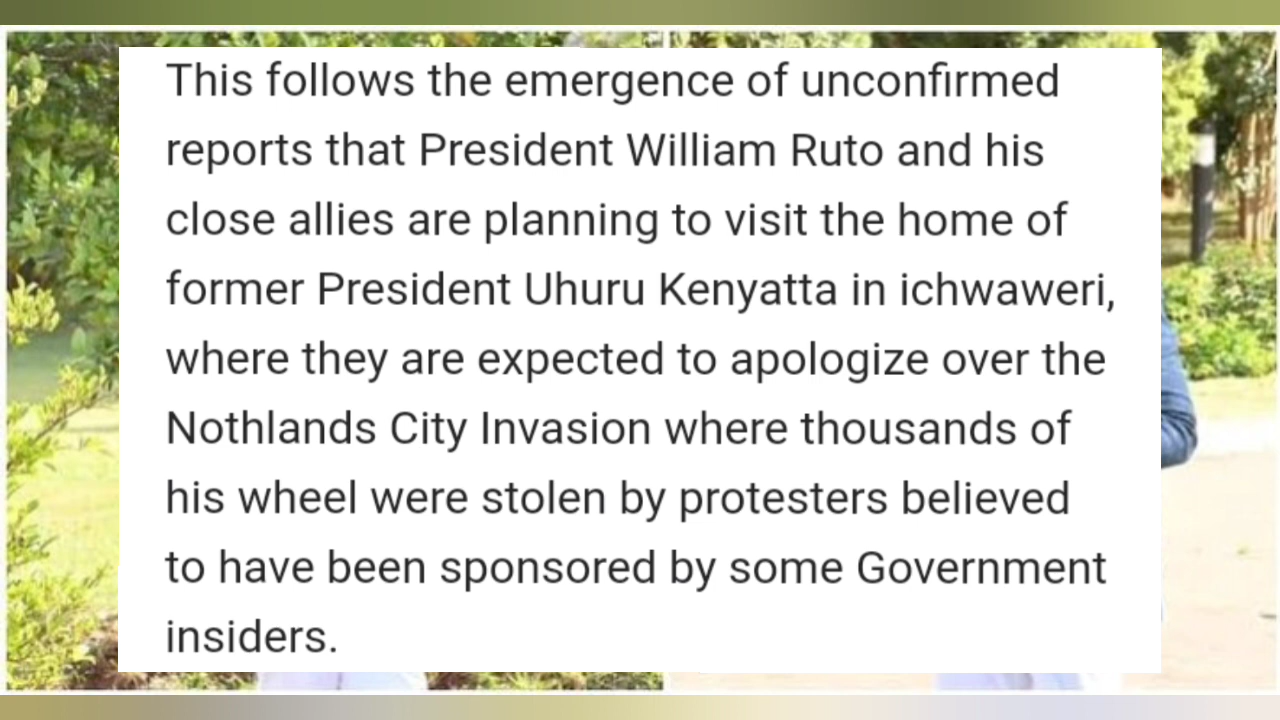 This follows the emergence of unconfirmed
reports that President William Ruto and his
close allies are planning to visit the home of
former President Uhuru Kenyatta in ichwaweri,
where they are expected to apologize over the
Nothlands City Invasion where thousands of
his wheel were stolen by protesters believed
to have been sponsored by some Government
insiders.